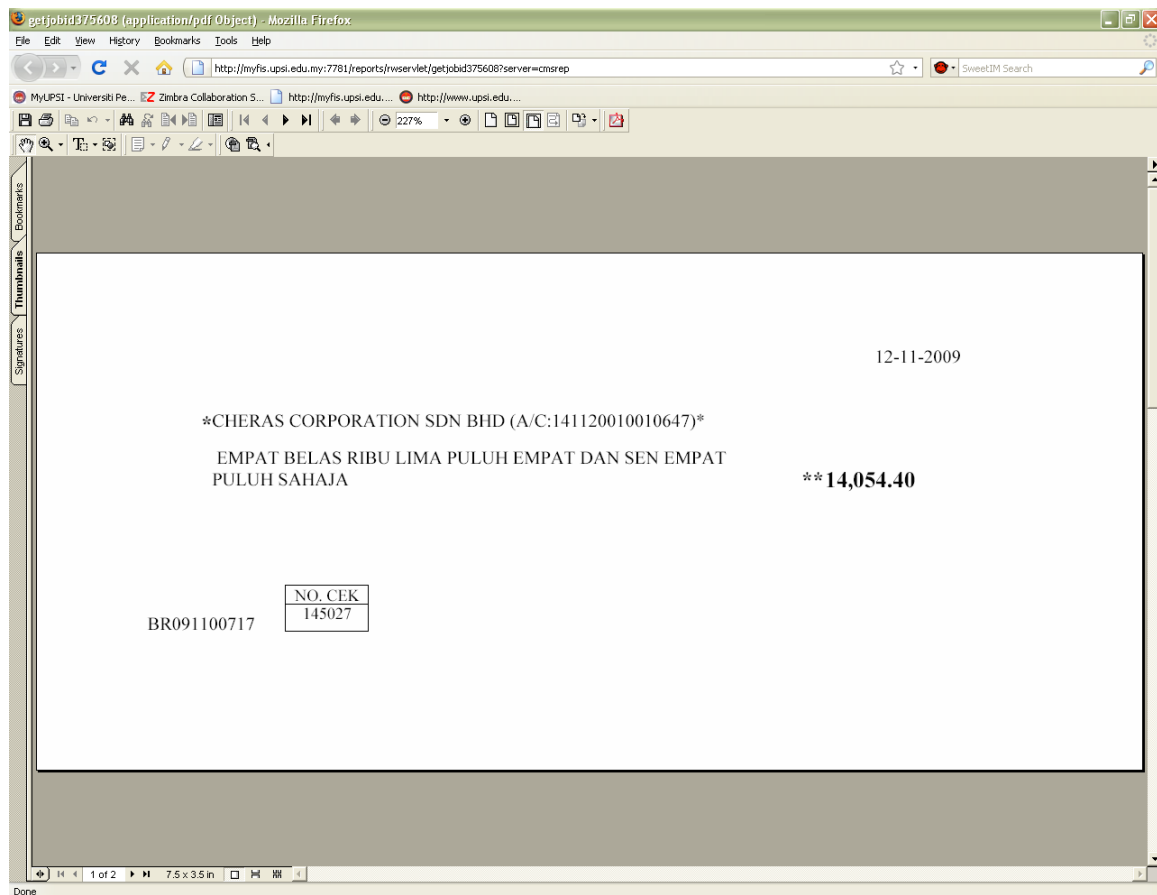 getjobid375608 (application/pdf Object) - Mozilla Firefox
File Edit View History Bookmarks Tools Help
http://myfis.upsi.edu.my:7781/reports/rwservlet/getjobid375608?server=cmsrep
SweetIM Search
MyUPSI - Universiti Pe... Zimbra Collaboration S... http://myfis.upsi.edu.... http://www.upsi.edu....
227%
Bookmarks
Thumbnails
Signatures
12-11-2009
*CHERAS CORPORATION SDN BHD (A/C:141120010010647)*
EMPAT BELAS RIBU LIMA PULUH EMPAT DAN SEN EMPAT
PULUH SAHAJA
**14,054.40
NO. CEK
145027
BR091100717
1 of 2 7.5 x 3.5 in
Done